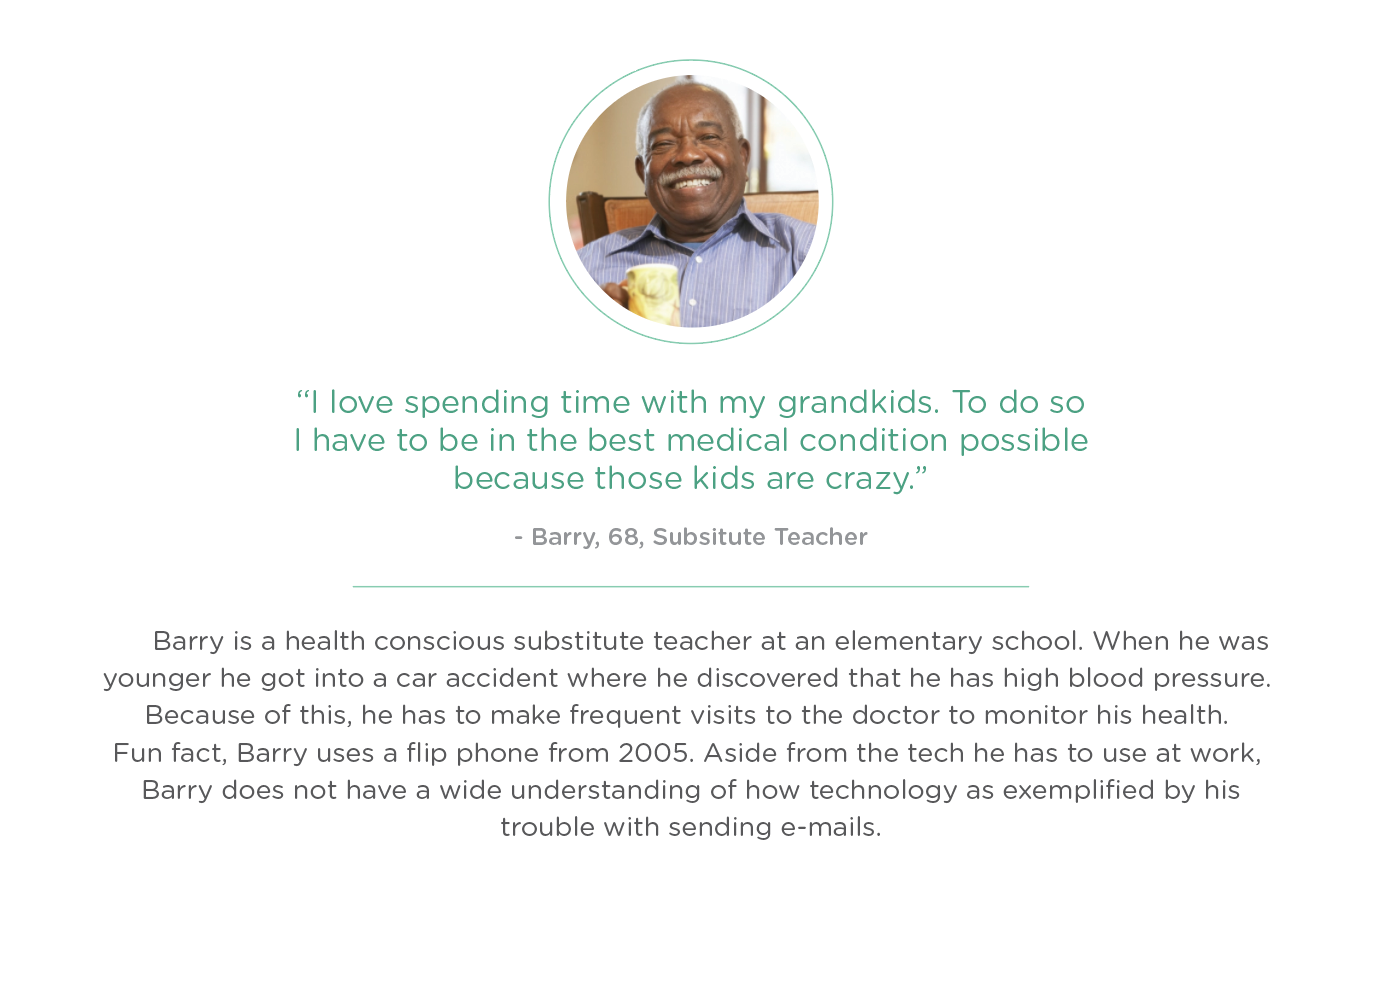 “I love spending time with my grandkids. To do so
I have to be in the best medical condition possible
because those kids are crazy.”
- Barry, 68, Subsitute Teacher
Barry is a health conscious substitute teacher at an elementary school. When he was
younger he got into a car accident where he discovered that he has high blood pressure.
Because of this, he has to make frequent visits to the doctor to monitor his health.
Fun fact, Barry uses a flip phone from 2005. Aside from the tech he has to use at work,
Barry does not have a wide understanding of how technology as exemplified by his
trouble with sending e-mails.